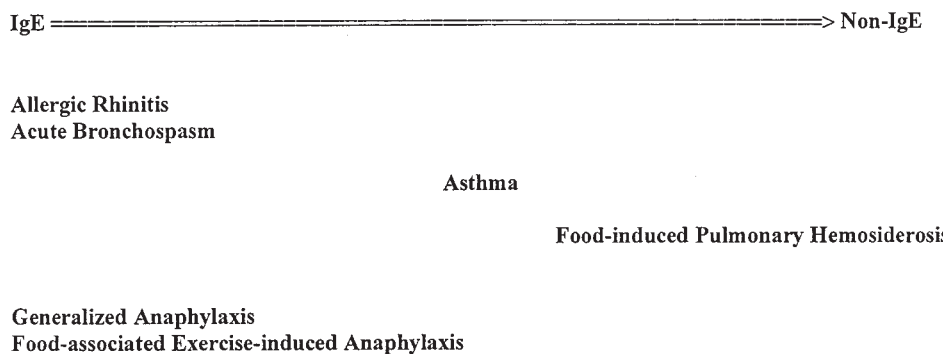 IgE ==========================================> Non-IgE
Allergic Rhinitis
Acute Bronchospasm
Asthma
Food-induced Pulmonary Hemosiderosis
Generalized Anaphylaxis
Food-associated Exercise-induced Anaphylaxis